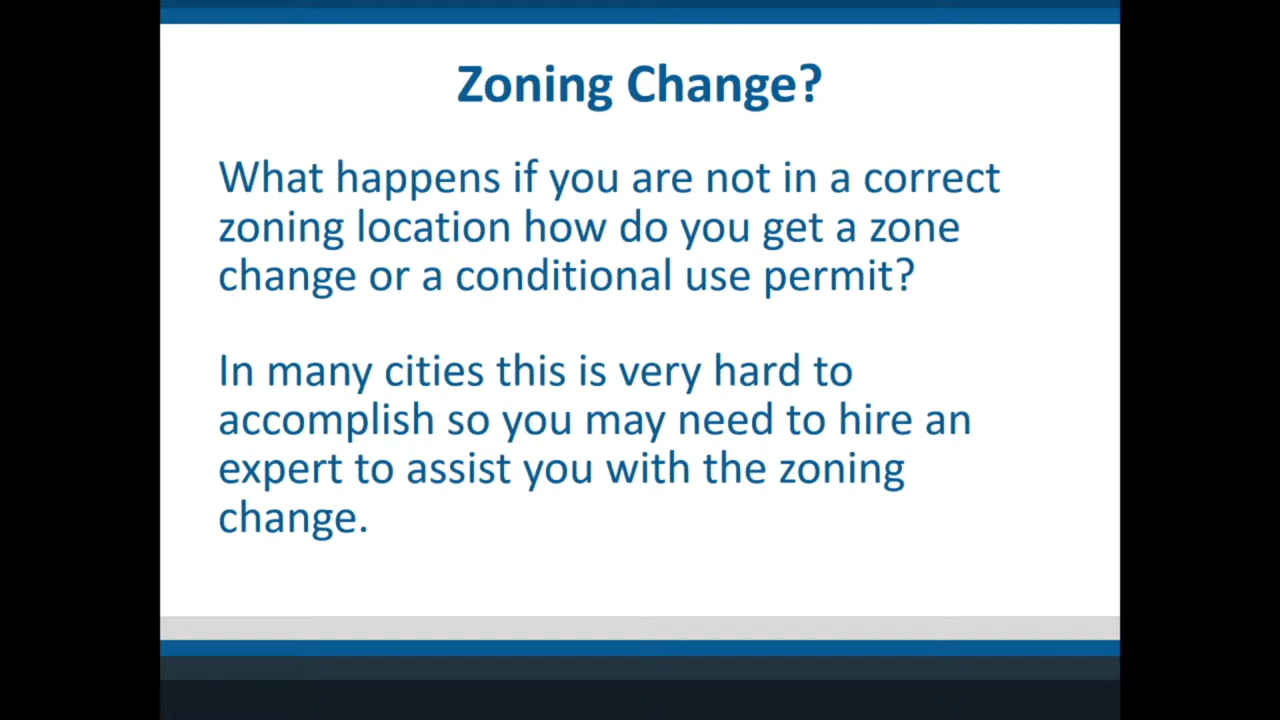 Zoning Change?
What happens if you are not in a correct
zoning location how do you get a zone
change or a conditional use permit?
In many cities this is very hard to
accomplish so you may need to hire an
expert to assist you with the zoning
change.